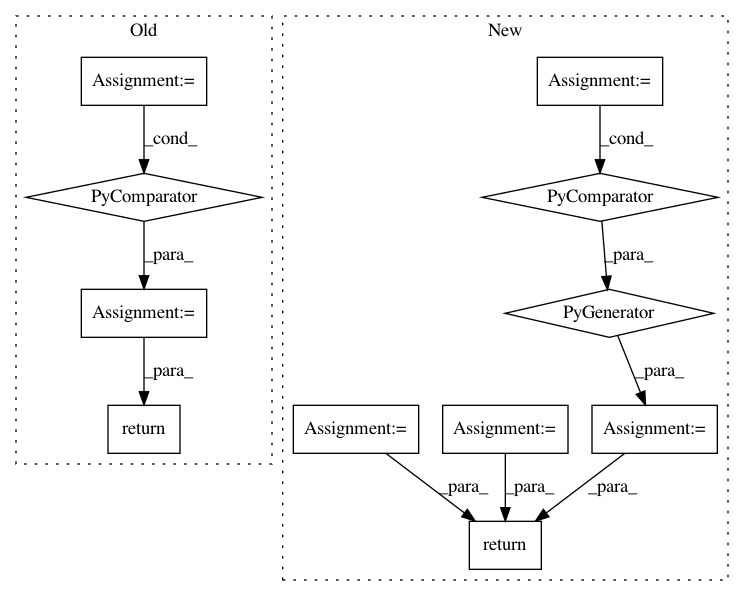 Old
Assignment:=
_cond_
PyComparator
_para_
Assignment:=
_para_
return
New
Assignment:=
_cond_
PyComparator
_para_
PyGenerator
_para_
Assignment:= Assignment:= Assignment:=
_para_ _para_ _para_
return